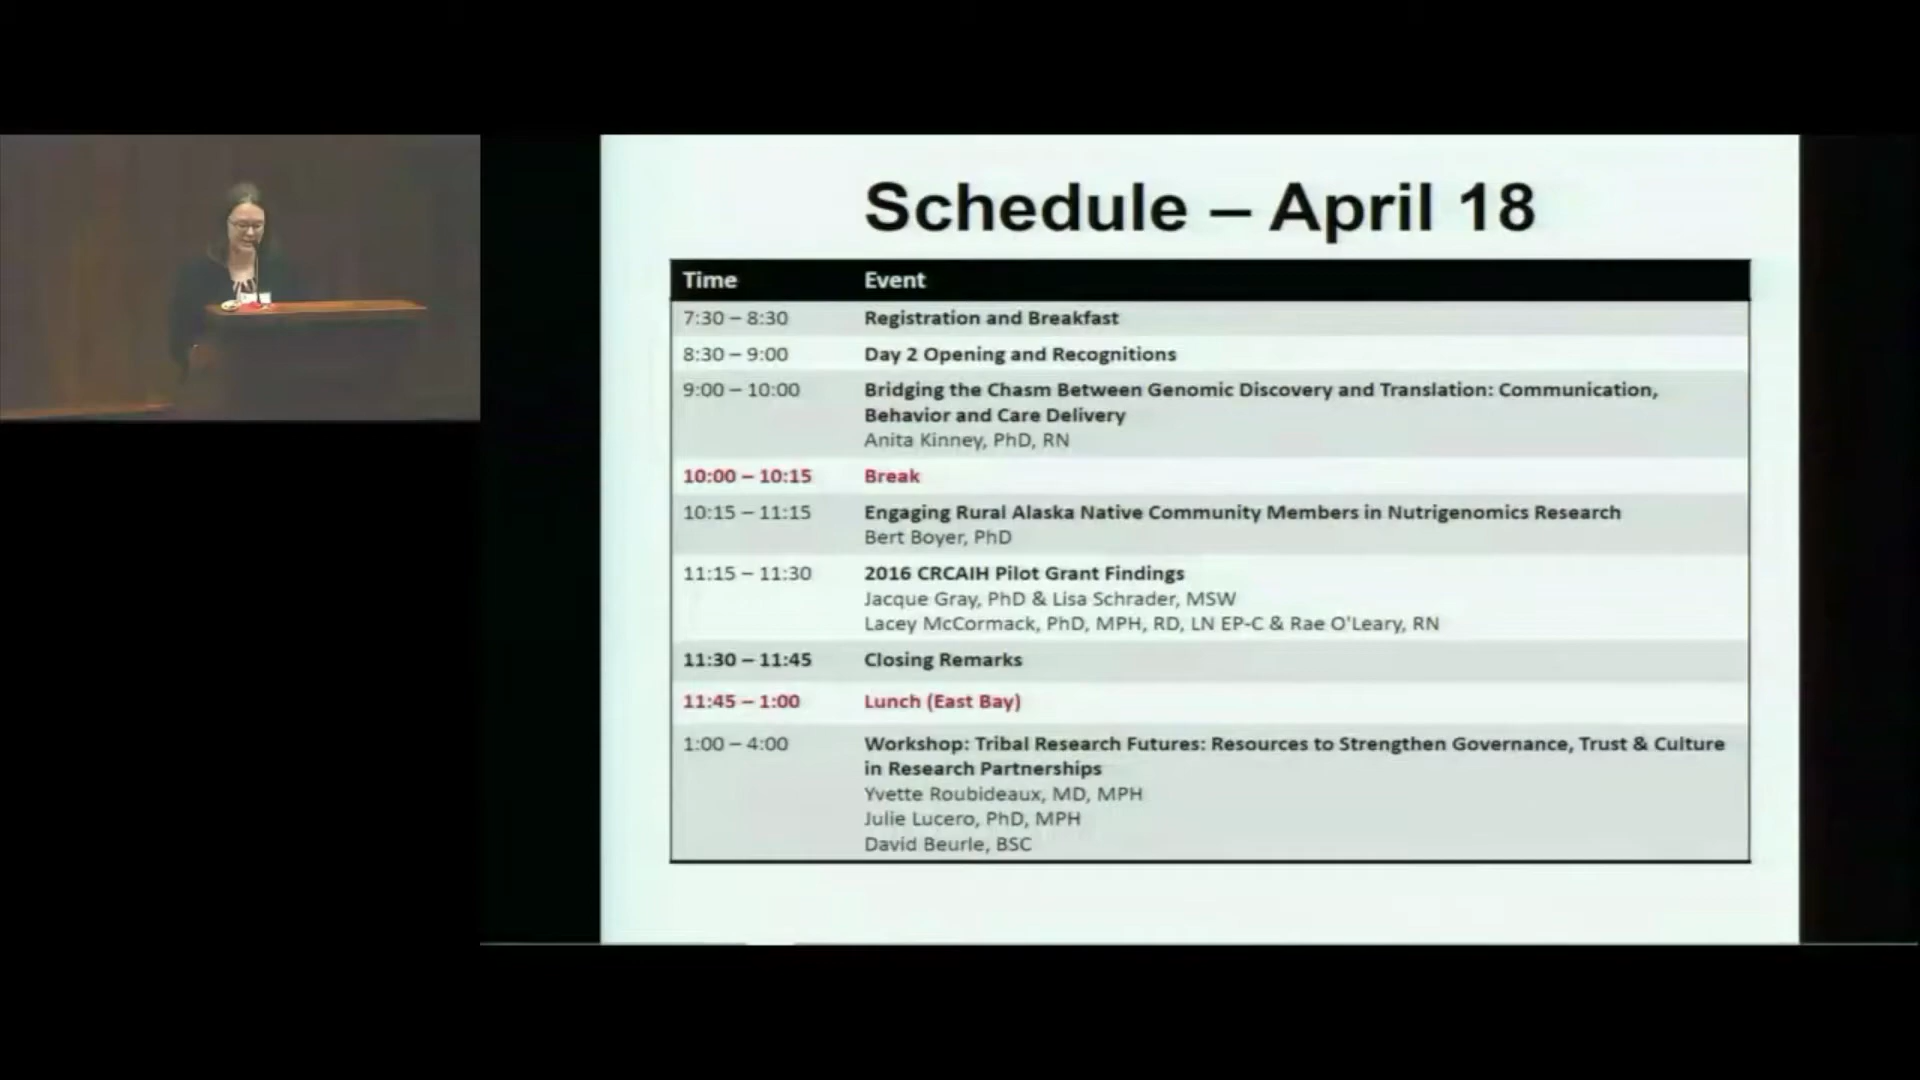 Schedule – April 18
Time Event
7:30 – 8:30 Registration and Breakfast
8:30 – 9:00 Day 2 Opening and Recognitions
9:00 – 10:00 Bridging the Chasm Between Genomic Discovery and Translation: Communication,
Behavior and Care Delivery
Anita Kinney, PhD, RN
10:00 – 10:15 Break
10:15 – 11:15 Engaging Rural Alaska Native Community Members in Nutrigenomics Research
Bert Boyer, PhD
11:15 – 11:30 2016 CRCAIH Pilot Grant Findings
Jacque Gray, PhD & Lisa Schrader, MSW
Lacey McCormack, PhD, MPH, RD, LN EP-C & Rae O'Leary, RN
11:30 – 11:45 Closing Remarks
11:45 – 1:00 Lunch (East Bay)
1:00 – 4:00 Workshop: Tribal Research Futures: Resources to Strengthen Governance, Trust & Culture
in Research Partnerships
Yvette Roubideaux, MD, MPH
Julie Lucero, PhD, MPH
David Beurle, BSC